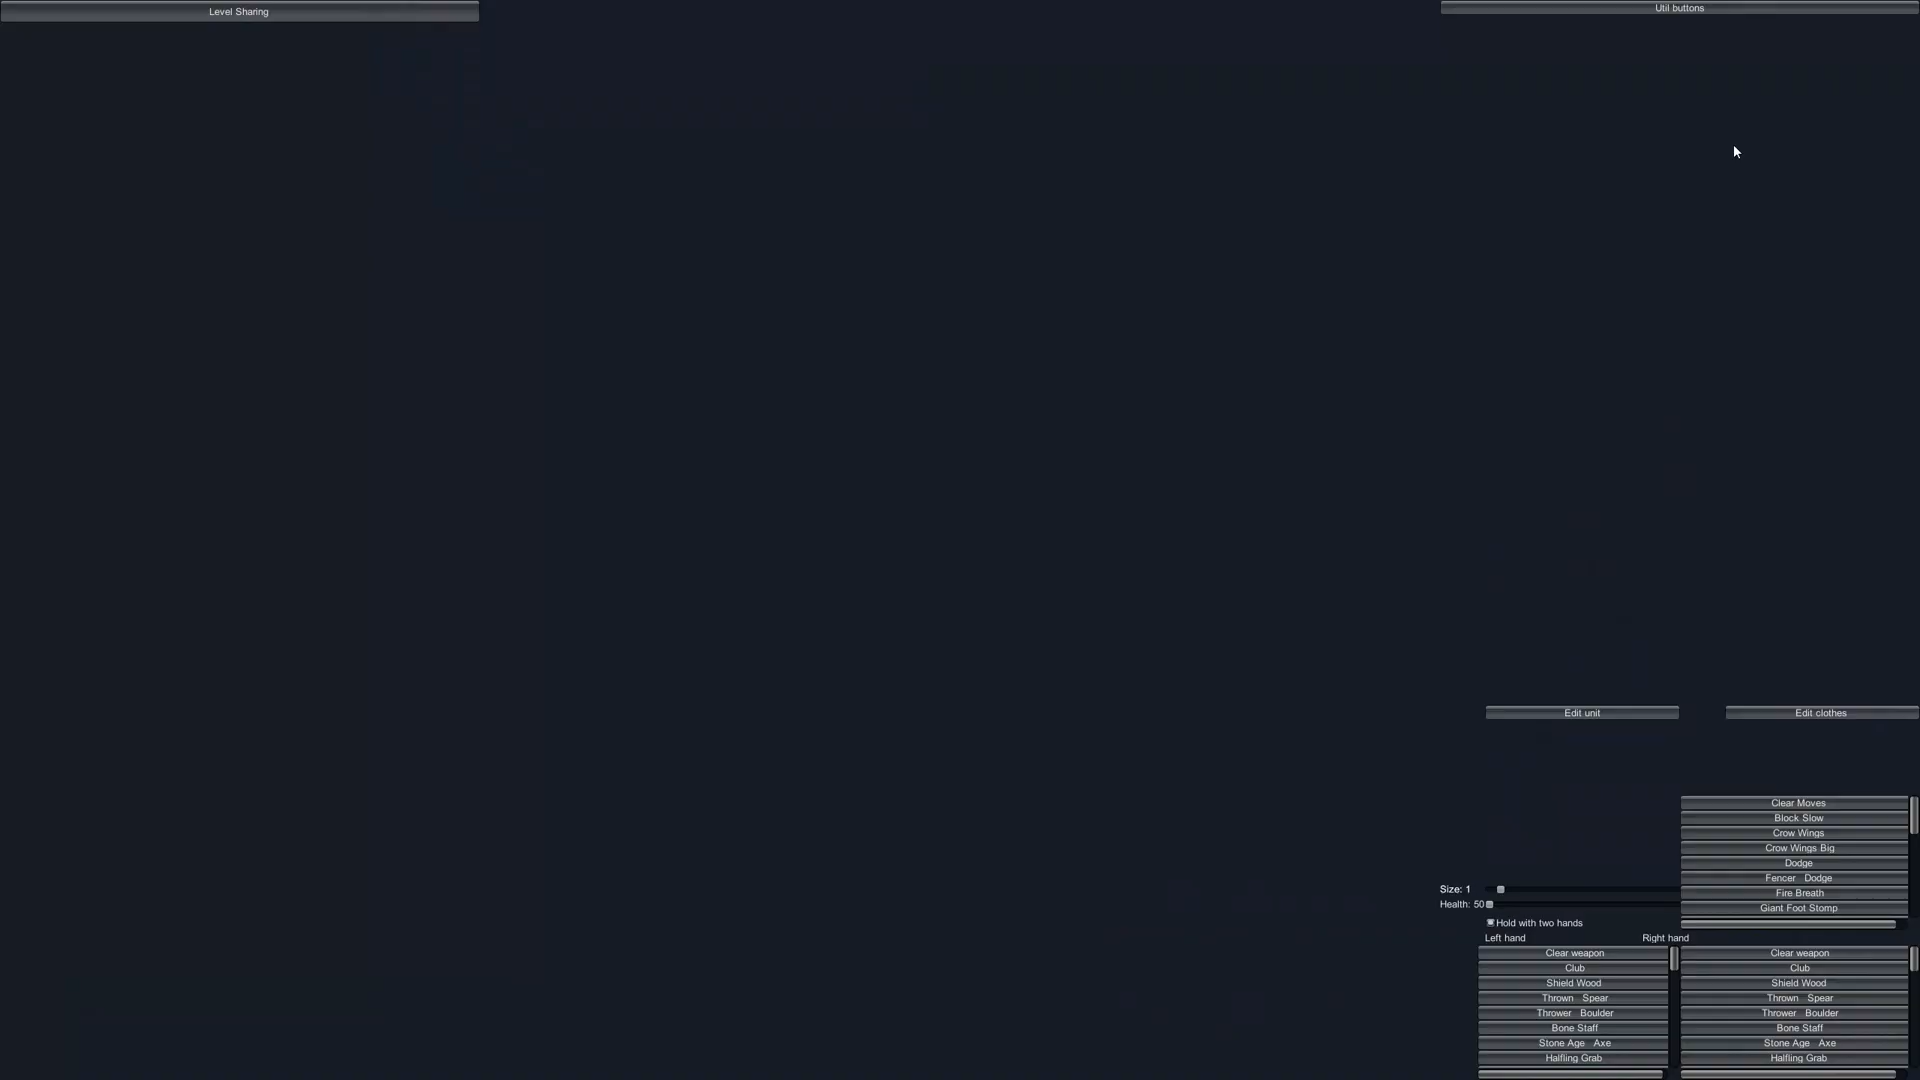 Level Sharing
Util buttons
Edit unit
Edit clothes
Clear Moves
Block Slow
Crow Wings
Crow Wings Big
Dodge
Fencer Dodge
Fire Breath
Giant Foot Stomp
Size: 1
Health: 50
Hold with two hands
Left hand
Right hand
Clear weapon
Club
Shield Wood
Thrown Spear
Thrower Boulder
Bone Staff
Stone Age Axe
Halfling Grab
Clear weapon
Club
Shield Wood
Thrown Spear
Thrower Boulder
Bone Staff
Stone Age Axe
Halfling Grab